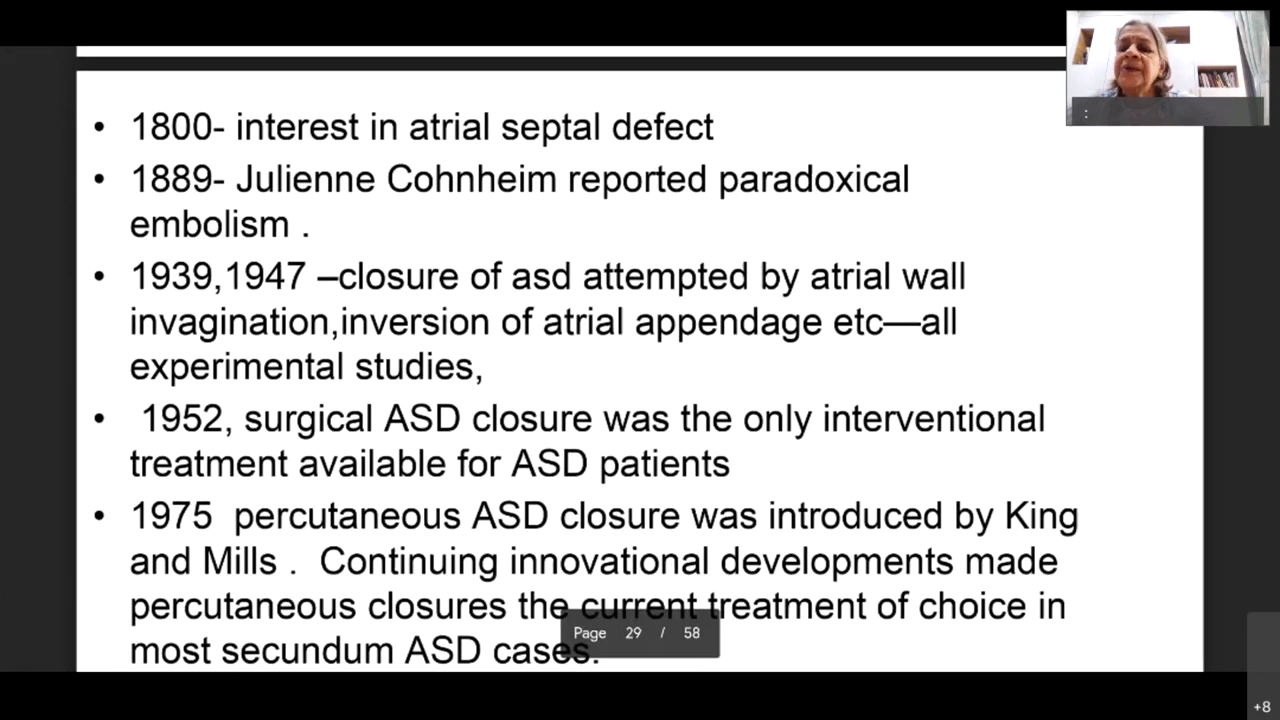 :
• 1800- interest in atrial septal defect
• 1889- Julienne Cohnheim reported paradoxical
embolism .
• 1939,1947 –closure of asd attempted by atrial wall
invagination,inversion of atrial appendage etc—all
experimental studies,
• 1952, surgical ASD closure was the only interventional
treatment available for ASD patients
• 1975 percutaneous ASD closure was introduced by King
and Mills . Continuing innovational developments made
percutaneous closures the current treatment of choice in
most secundum ASD cases.
Page 29 / 58
+8